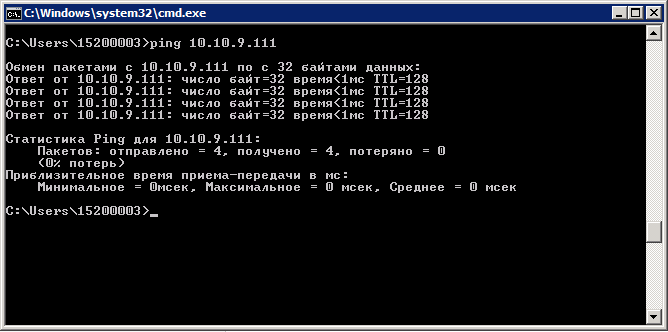 C:\Windows\system32\cmd.exe
C:\Users\15200003>ping 10.10.9.111
Обмен пакетами с 10.10.9.111 по с 32 байтами данных:
Ответ от 10.10.9.111: число байт=32 время<1мс TTL=128
Ответ от 10.10.9.111: число байт=32 время<1мс TTL=128
Ответ от 10.10.9.111: число байт=32 время<1мс TTL=128
Ответ от 10.10.9.111: число байт=32 время<1мс TTL=128
Статистика Ping для 10.10.9.111:
Пакетов: отправлено = 4, получено = 4, потеряно = 0
(0% потерь)
Приблизительное время приема-передачи в мс:
Минимальное = 0мсек, Максимальное = 0 мсек, Среднее = 0 мсек
C:\Users\15200003>_